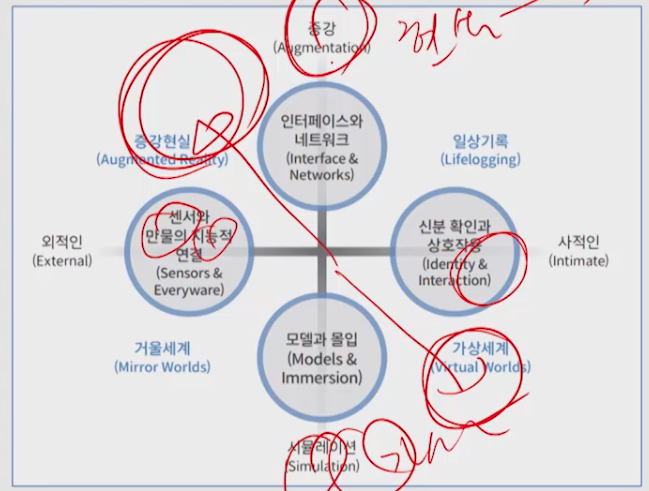 증강
(Augmentation)
인터페이스와
네트워크
(Interface &
Networks)
증강현실
(Augmented Reality)
일상기록
(Lifelogging)
외적인
(External)
센서와
만물의 지능적
연결
(Sensors &
Everyware)
신분 확인과
상호작용
(Identity &
Interaction)
사적인
(Intimate)
거울세계
(Mirror Worlds)
모델과 몰입
(Models &
Immersion)
가상세계
(Virtual Worlds)
시뮬레이션
(Simulation)